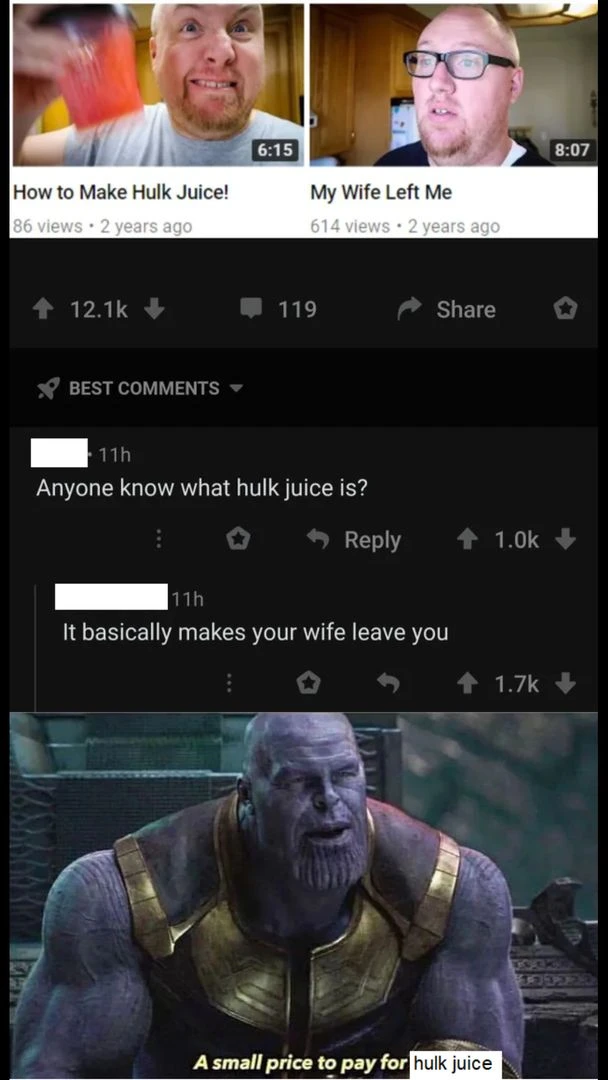 6:15
8:07
How to Make Hulk Juice!
My Wife Left Me
86 views • 2 years ago
614 views • 2 years ago
12.1k
119
Share
BEST COMMENTS
• 11h
Anyone know what hulk juice is?
Reply
1.0k
11h
It basically makes your wife leave you
1.7k
A small price to pay for hulk juice